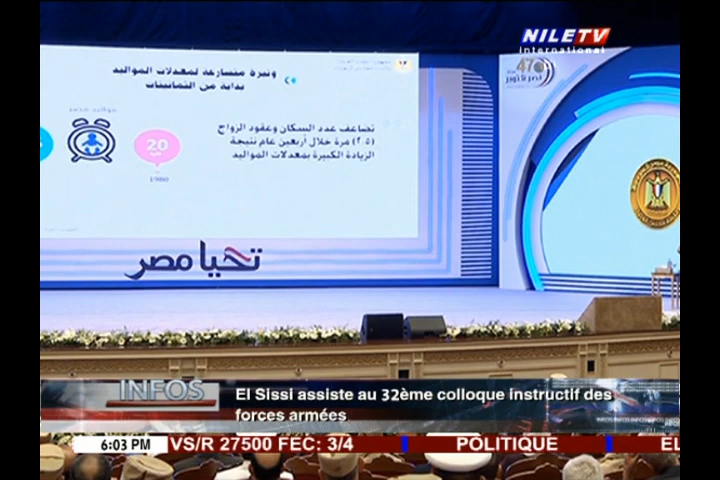 NILETV
international
وتيرة متسارعة لمعدلات المواليد
بداية من الثمانينات
تضاعف عدد السكان وعقود الزواج
(٢.٥) مرة خلال أربعين عام نتيجة
الزيادة الكبيرة بمعدلات المواليد
20
1980
تحيا مصر
INFOS
El Sissi assiste au 32ème colloque instructif des
forces armées
6:03 PM
VS/R 27500 FEC: 3/4
POLITIQUE
EL